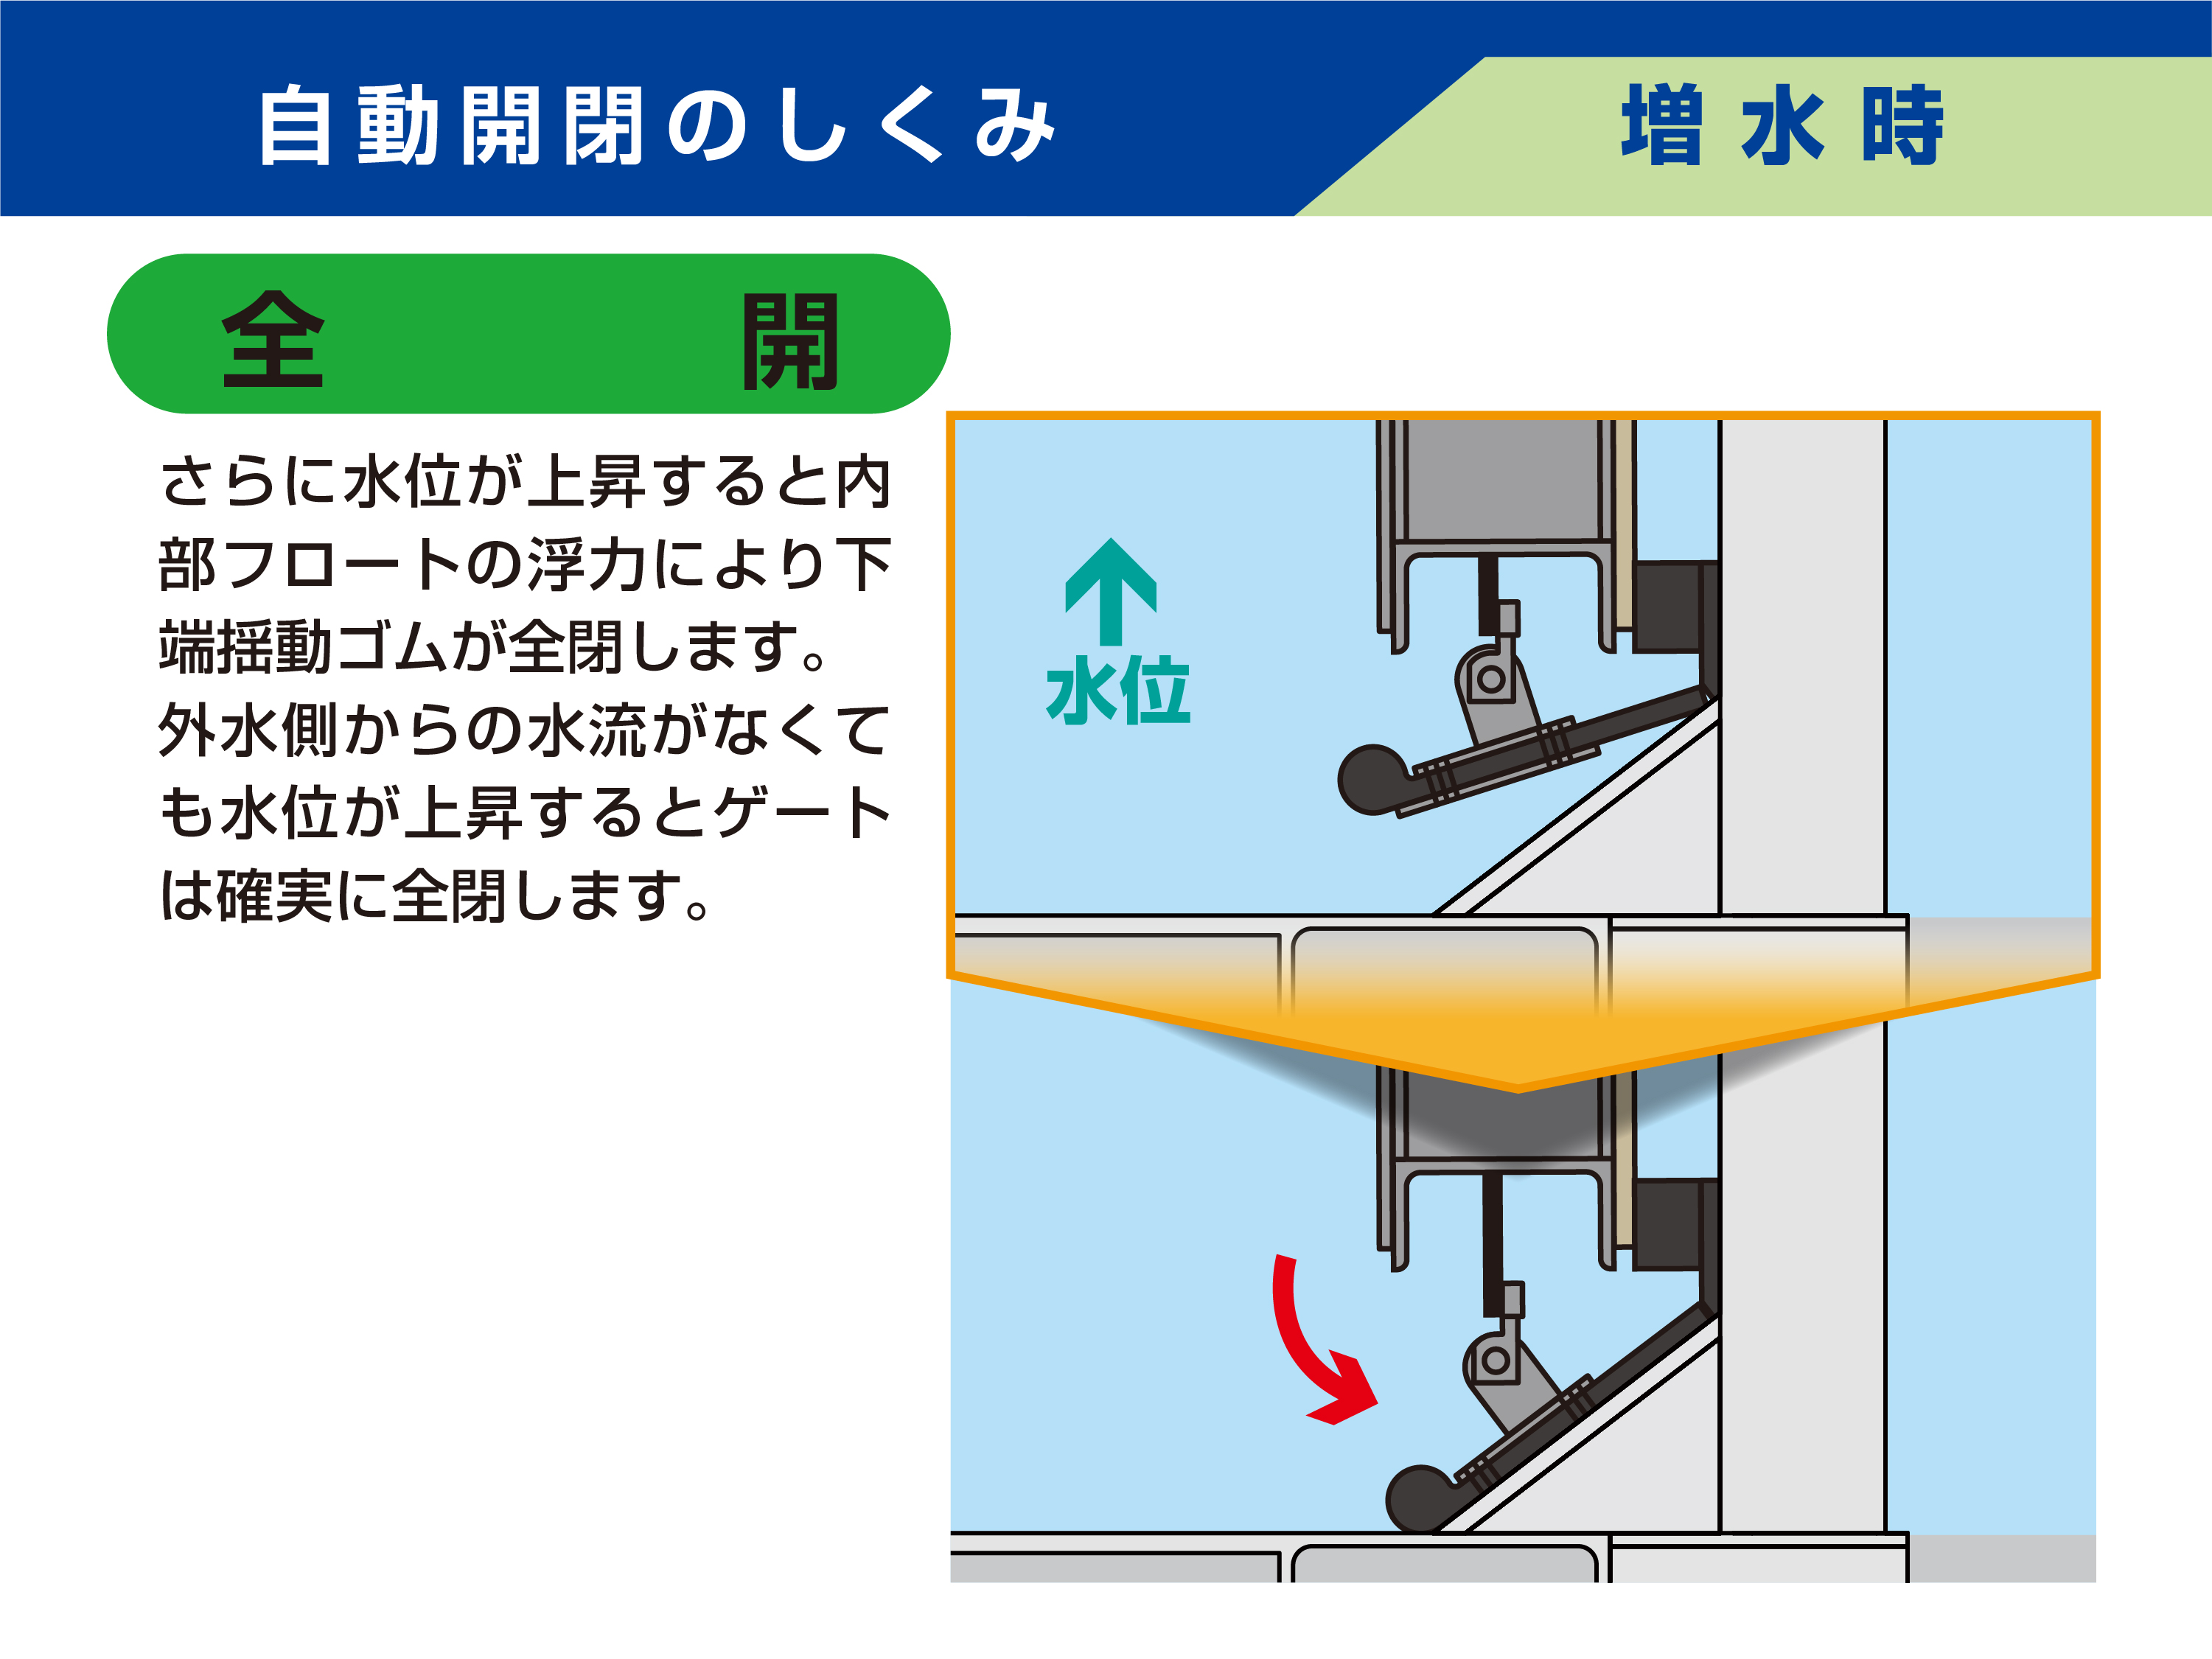 自動開閉のしくみ
増水時
全開
さらに水位が上昇すると内
部フロートの浮力により下
端揺動ゴムが全閉します。
外水側からの水流がなくて
も水位が上昇するとゲート
は確実に全閉します。
水位